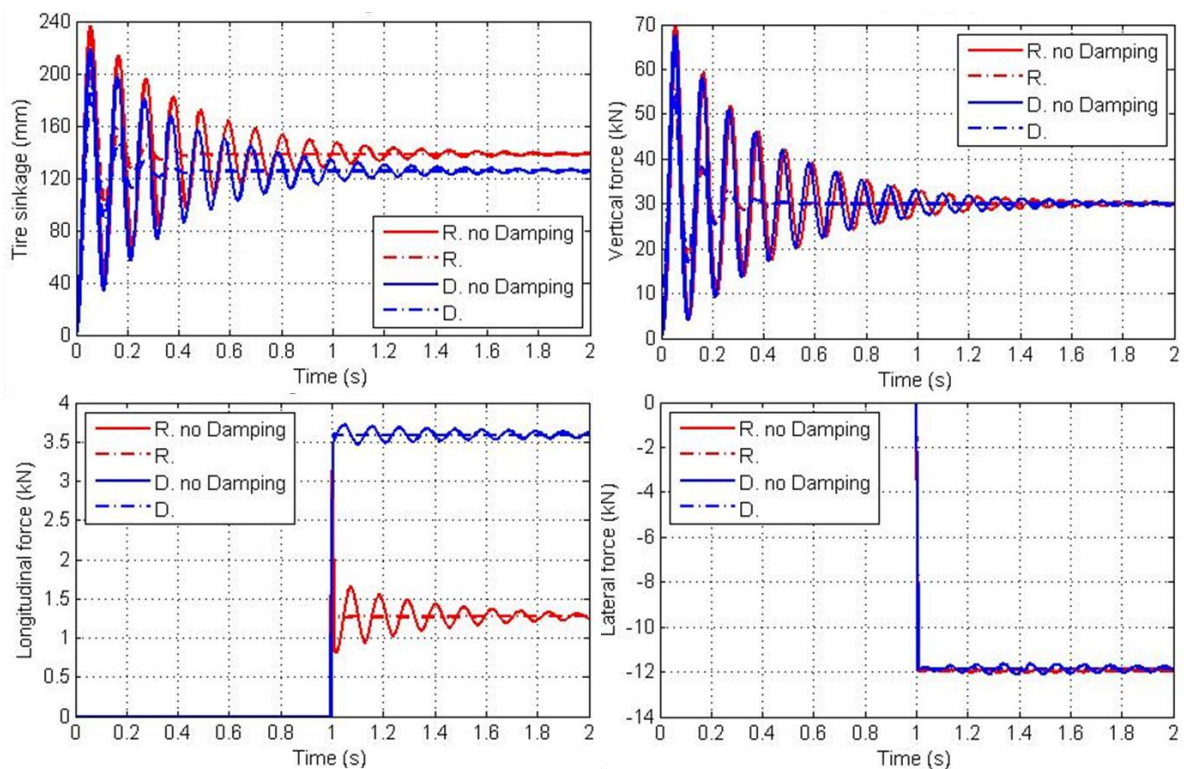 Tire sinkage (mm)
240
200
160
120
80
40
0
0 0.2 0.4 0.6 0.8 1 1.2 1.4 1.6 1.8 2
Time (s)
R. no Damping
R.
D. no Damping
D.
Vertical force (kN)
70
60
50
40
30
20
10
0
0 0.2 0.4 0.6 0.8 1 1.2 1.4 1.6 1.8 2
Time (s)
R. no Damping
R.
D. no Damping
D.
Longitudinal force (kN)
4
3.5
3
2.5
2
1.5
1
0.5
0
0 0.2 0.4 0.6 0.8 1 1.2 1.4 1.6 1.8 2
Time (s)
R. no Damping
R.
D. no Damping
D.
Lateral force (kN)
0
-2
-4
-6
-8
-10
-12
-14
0 0.2 0.4 0.6 0.8 1 1.2 1.4 1.6 1.8 2
Time (s)
R. no Damping
R.
D. no Damping
D.